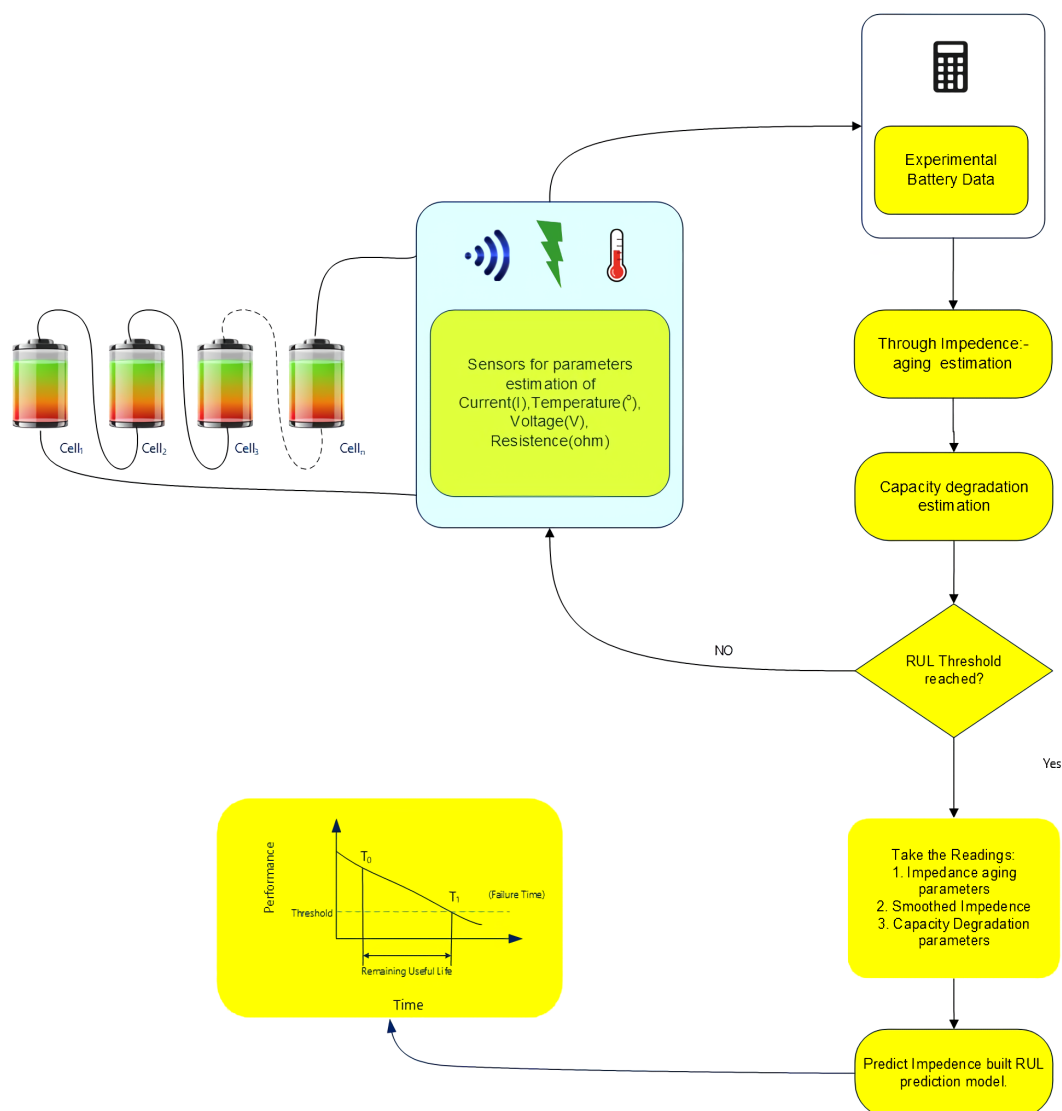 Experimental
Battery Data
Sensors for parameters
estimation of
Current(I),Temperature(⁰),
Voltage(V),
Resistence(ohm)
Through Impedence:-
aging estimation
Cell₁
Cell₂
Cell₃
Cellₙ
Capacity degradation
estimation
NO
RUL Threshold
reached?
Yes
Take the Readings:
1. Impedance aging
parameters
2. Smoothed Impedence
3. Capacity Degradation
parameters
Performance
T₀
T₁
(Failure Time)
Threshold
Remaining Useful Life
Time
Predict Impedence built RUL
prediction model.